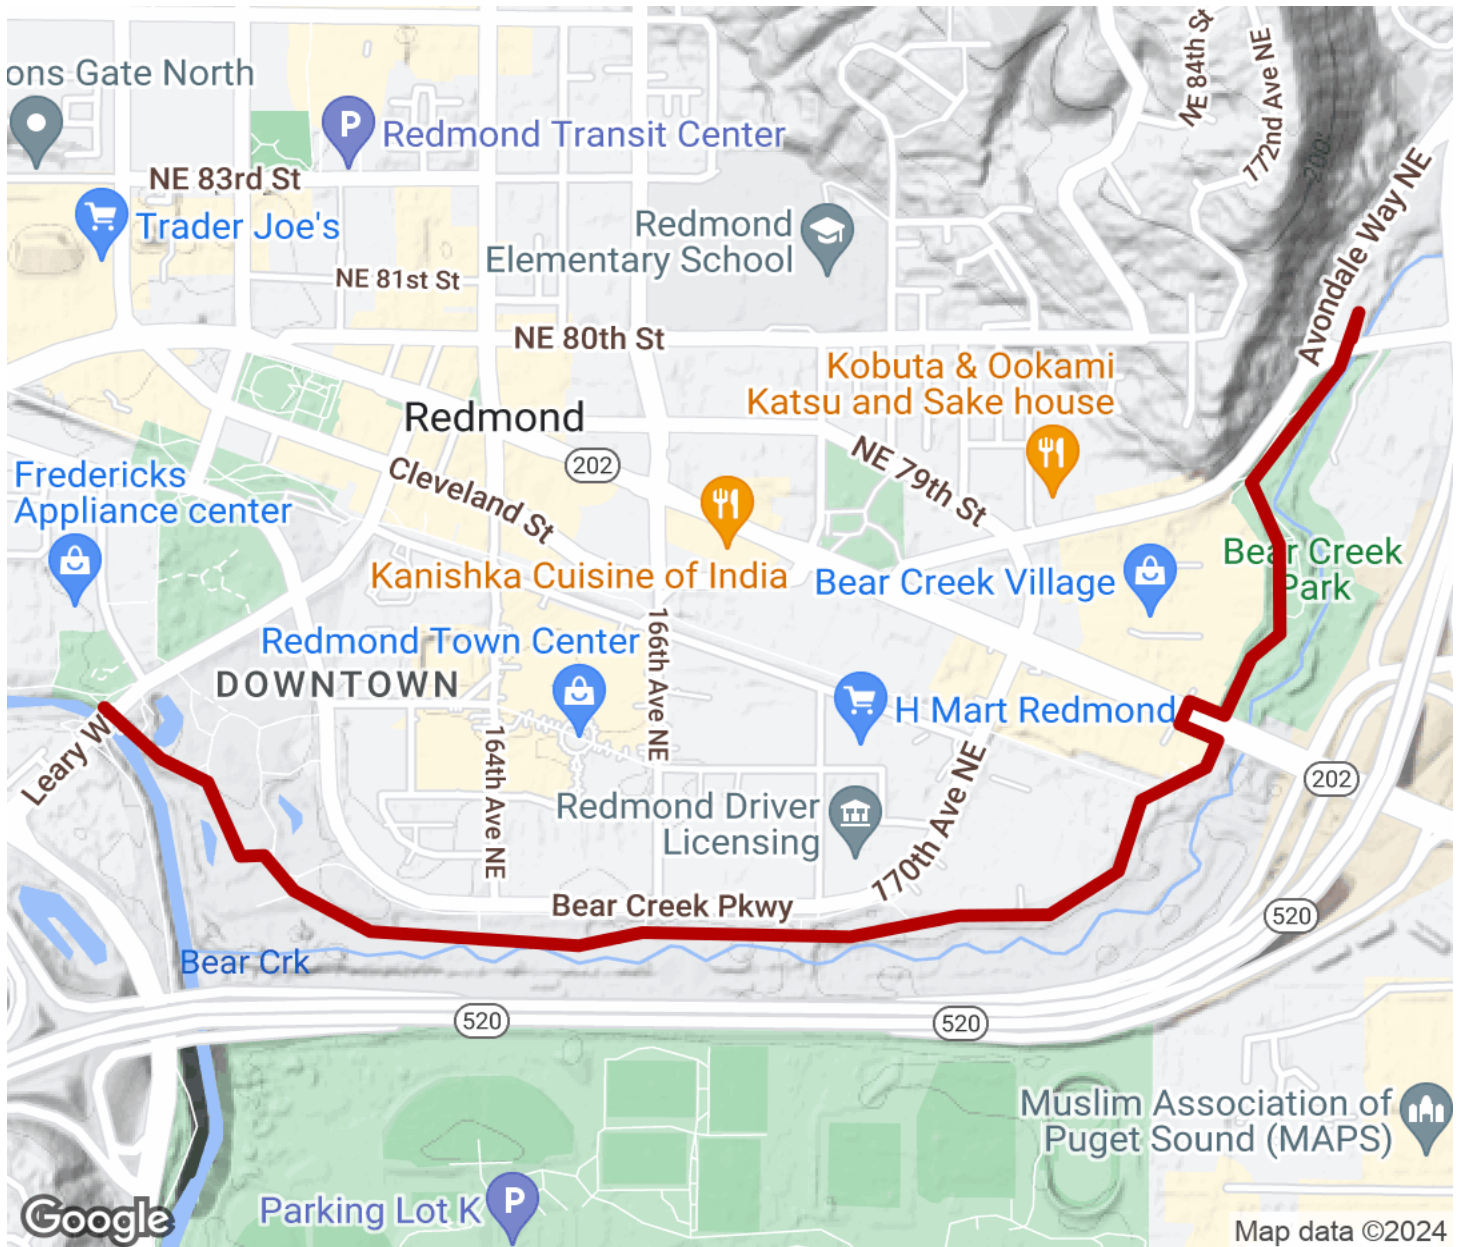 ons Gate North
P
Redmond Transit Center
NE 83rd St
Trader Joe's
NE 81st St
Redmond
Elementary School
NE 84th St
772nd Ave NE
200'
Avondale Way NE
NE 80th St
Kobuta & Ookami
Katsu and Sake house
Redmond
202
NE 79th St
Fredericks
Appliance center
Cleveland St
Kanishka Cuisine of India
Bear Creek Village
Bear Creek
Park
Redmond Town Center
166th Ave NE
DOWNTOWN
H Mart Redmond
Leary W
164th Ave NE
202
Redmond Driver
Licensing
770th Ave NE
Bear Creek Pkwy
520
Bear Crk
520
520
Muslim Association of
Puget Sound (MAPS)
Parking Lot K
P
Google
Map data ©2024